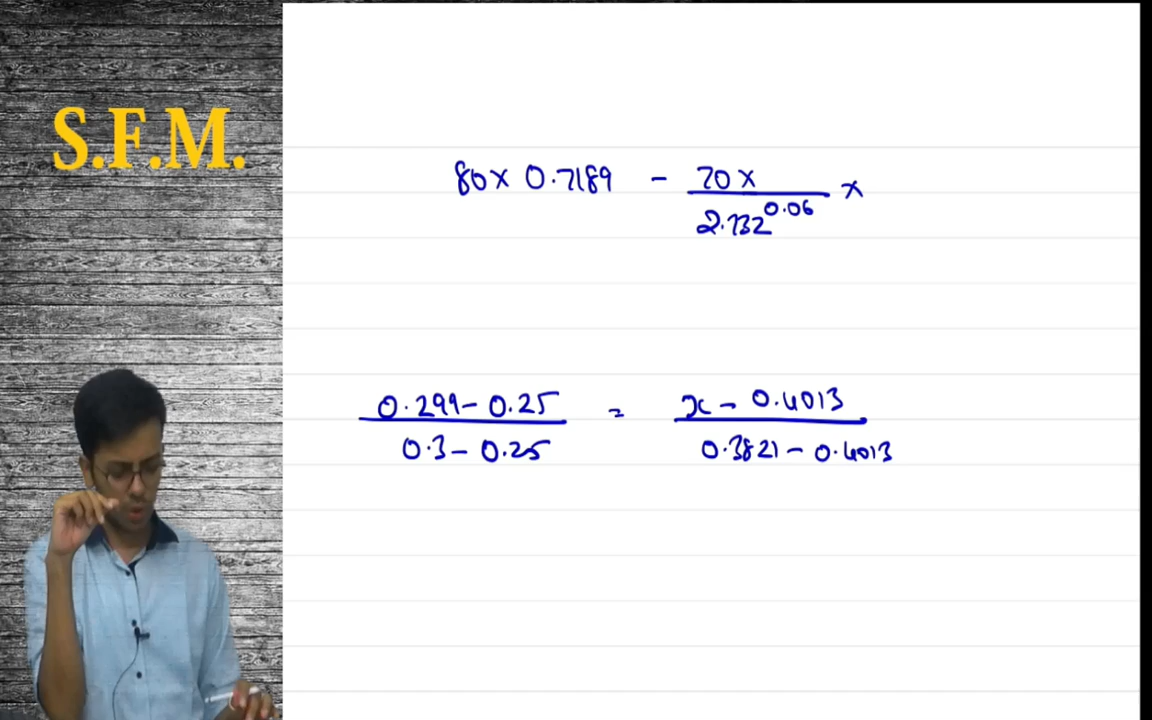 S.F.M.
80 x 0.7189 - 70 x / 2.732^0.06 x
0.299 - 0.25 / 0.3 - 0.25 = x - 0.4013 / 0.3821 - 0.4013